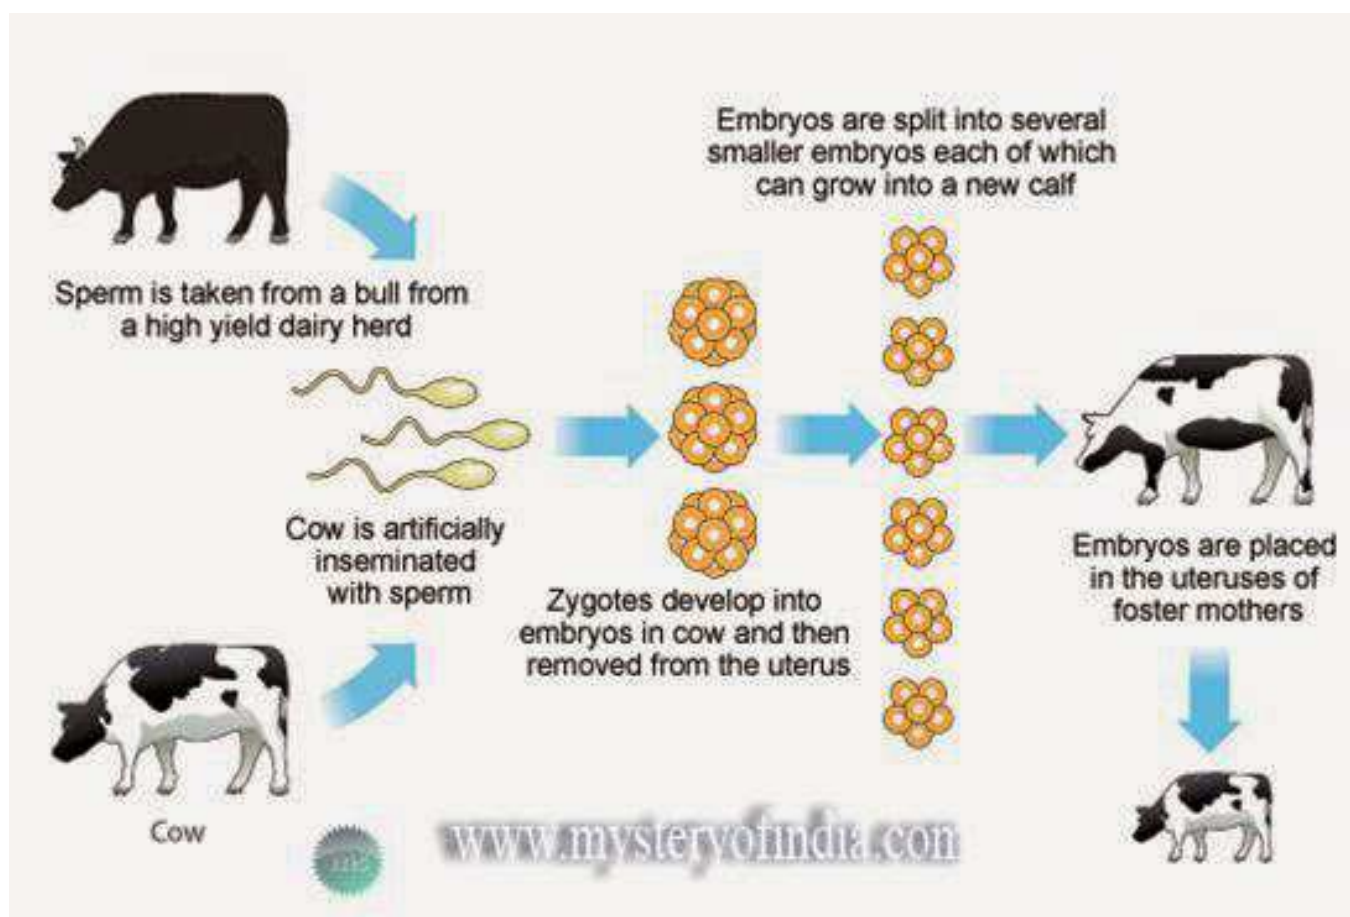 Embryos are split into several
smaller embryos each of which
can grow into a new calf
Sperm is taken from a bull from
a high yield dairy herd
Cow is artificially
inseminated
with sperm
Zygotes develop into
embryos in cow and then
removed from the uterus
Embryos are placed
in the uteruses of
foster mothers
Cow
www.mysteryofindia.com